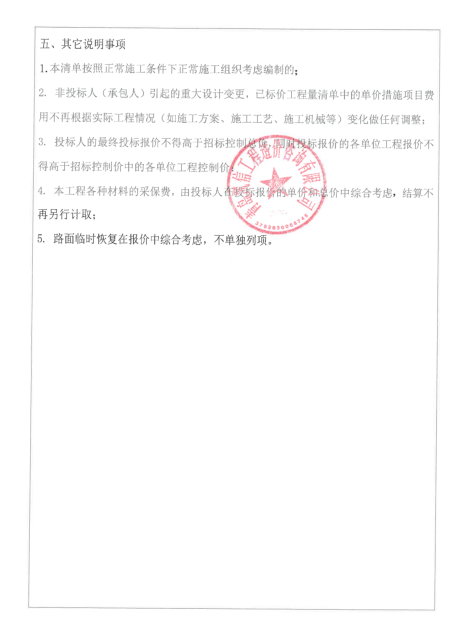 五、其它说明事项
1.本清单按照正常施工条件下正常施工组织考虑编制的；
2. 非投标人（承包人）引起的重大设计变更，已标价工程量清单中的单价措施项目费
用不再根据实际工程情况（如施工方案、施工工艺、施工机械等）变化做任何调整；
3. 投标人的最终投标报价不得高于招标控制总价，同时投标报价的各单位工程报价不
得高于招标控制价中的各单位工程控制价；
4. 本工程各种材料的采保费，由投标人在投标报价的单价和总价中综合考虑，结算不
再另行计取；
5. 路面临时恢复在报价中综合考虑，不单独列项。
工程造价咨询有限公司